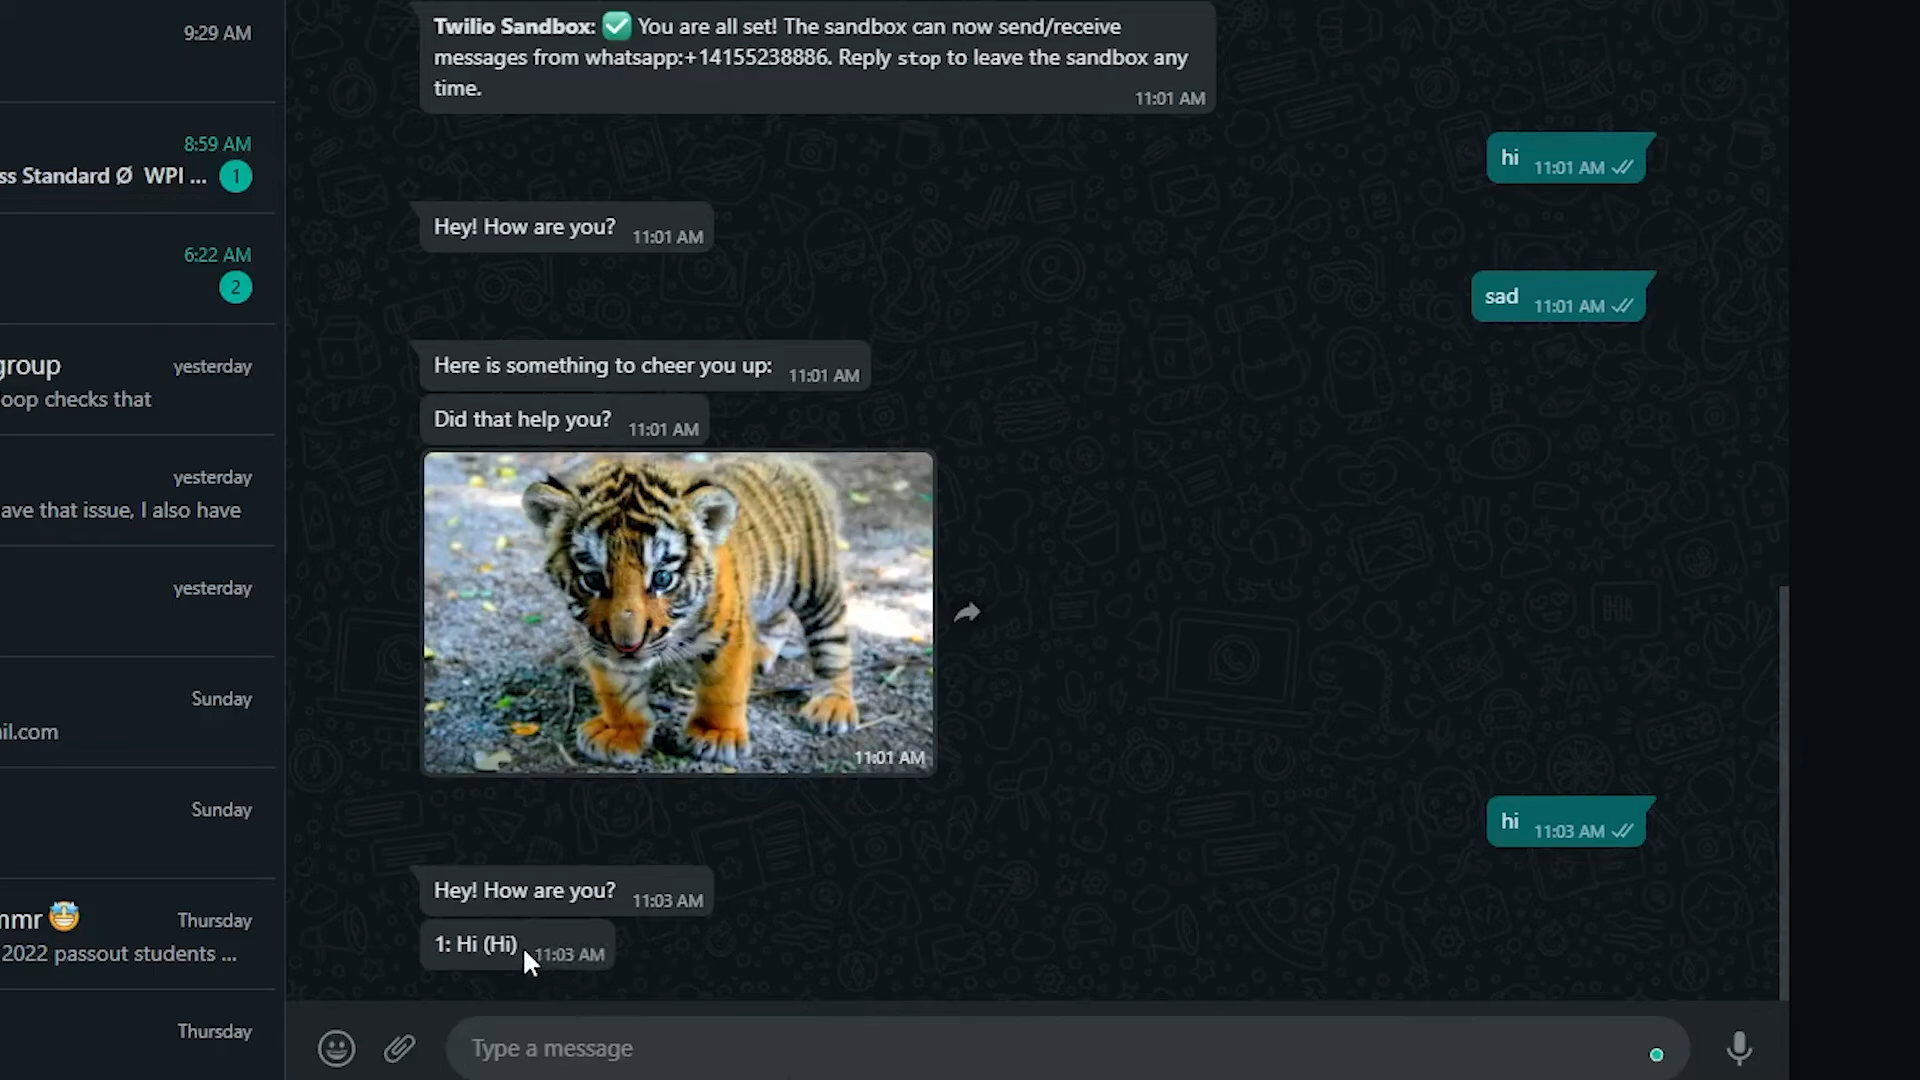 9:29 AM
8:59 AM
ss Standard Ø WPI ... 1
6:22 AM
2
group yesterday
oop checks that
yesterday
ave that issue, I also have
yesterday
Sunday
il.com
Sunday
mmr 🤩 Thursday
2022 passout students ...
Thursday
Twilio Sandbox: ✅ You are all set! The sandbox can now send/receive
messages from whatsapp:+14155238886. Reply stop to leave the sandbox any
time. 11:01 AM
hi 11:01 AM
Hey! How are you? 11:01 AM
sad 11:01 AM
Here is something to cheer you up: 11:01 AM
Did that help you? 11:01 AM
11:01 AM
hi 11:03 AM
Hey! How are you? 11:03 AM
1: Hi (Hi) 11:03 AM
Type a message